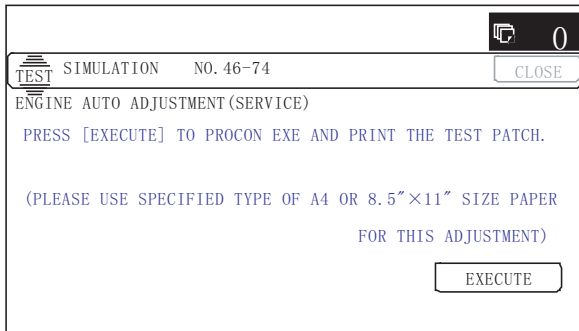 0
TEST SIMULATION NO.46-74 CLOSE
ENGINE AUTO ADJUSTMENT(SERVICE)
PRESS [EXECUTE] TO PROCON EXE AND PRINT THE TEST PATCH.
(PLEASE USE SPECIFIED TYPE OF A4 OR 8.5″×11″ SIZE PAPER
FOR THIS ADJUSTMENT)
EXECUTE